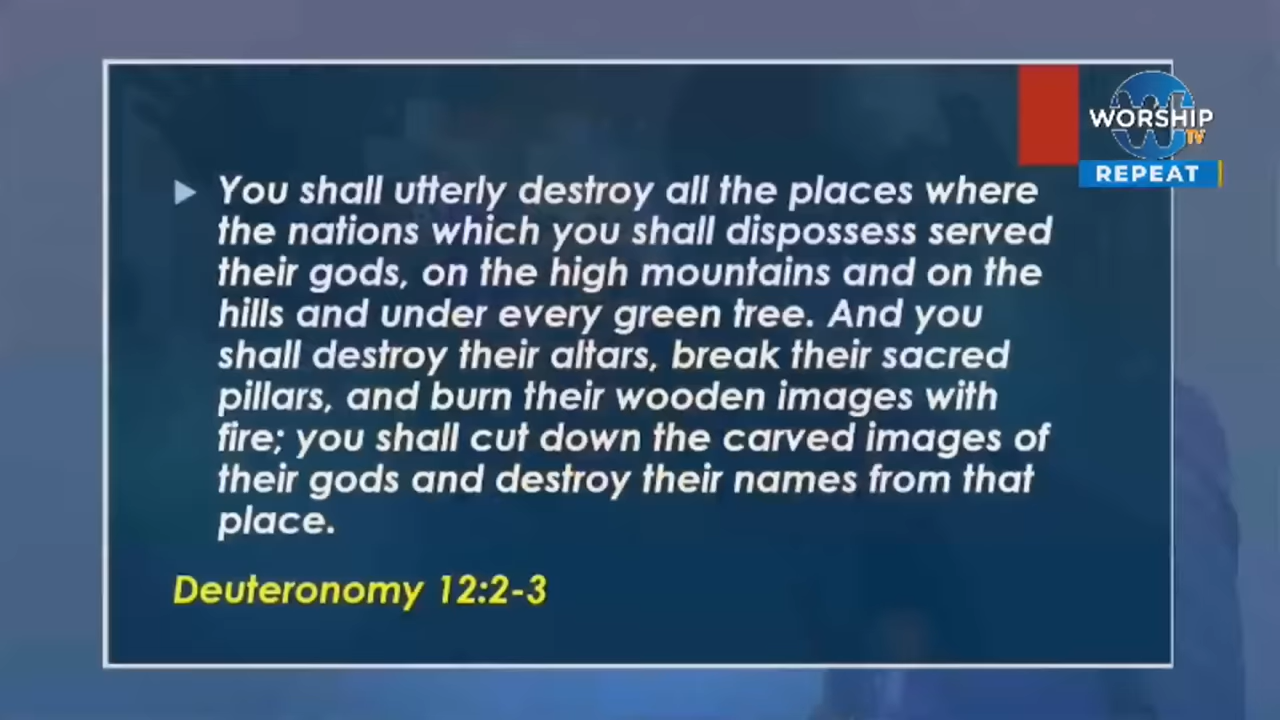 WORSHIP
TV
REPEAT
You shall utterly destroy all the places where
the nations which you shall dispossess served
their gods, on the high mountains and on the
hills and under every green tree. And you
shall destroy their altars, break their sacred
pillars, and burn their wooden images with
fire; you shall cut down the carved images of
their gods and destroy their names from that
place.
Deuteronomy 12:2-3